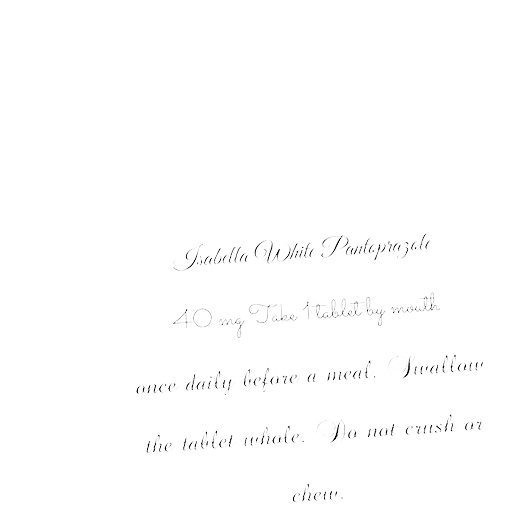 Isabella White Pantoprazole
40 mg Take 1 tablet by mouth
once daily before a meal. Swallow
the tablet whole. Do not crush or
chew.